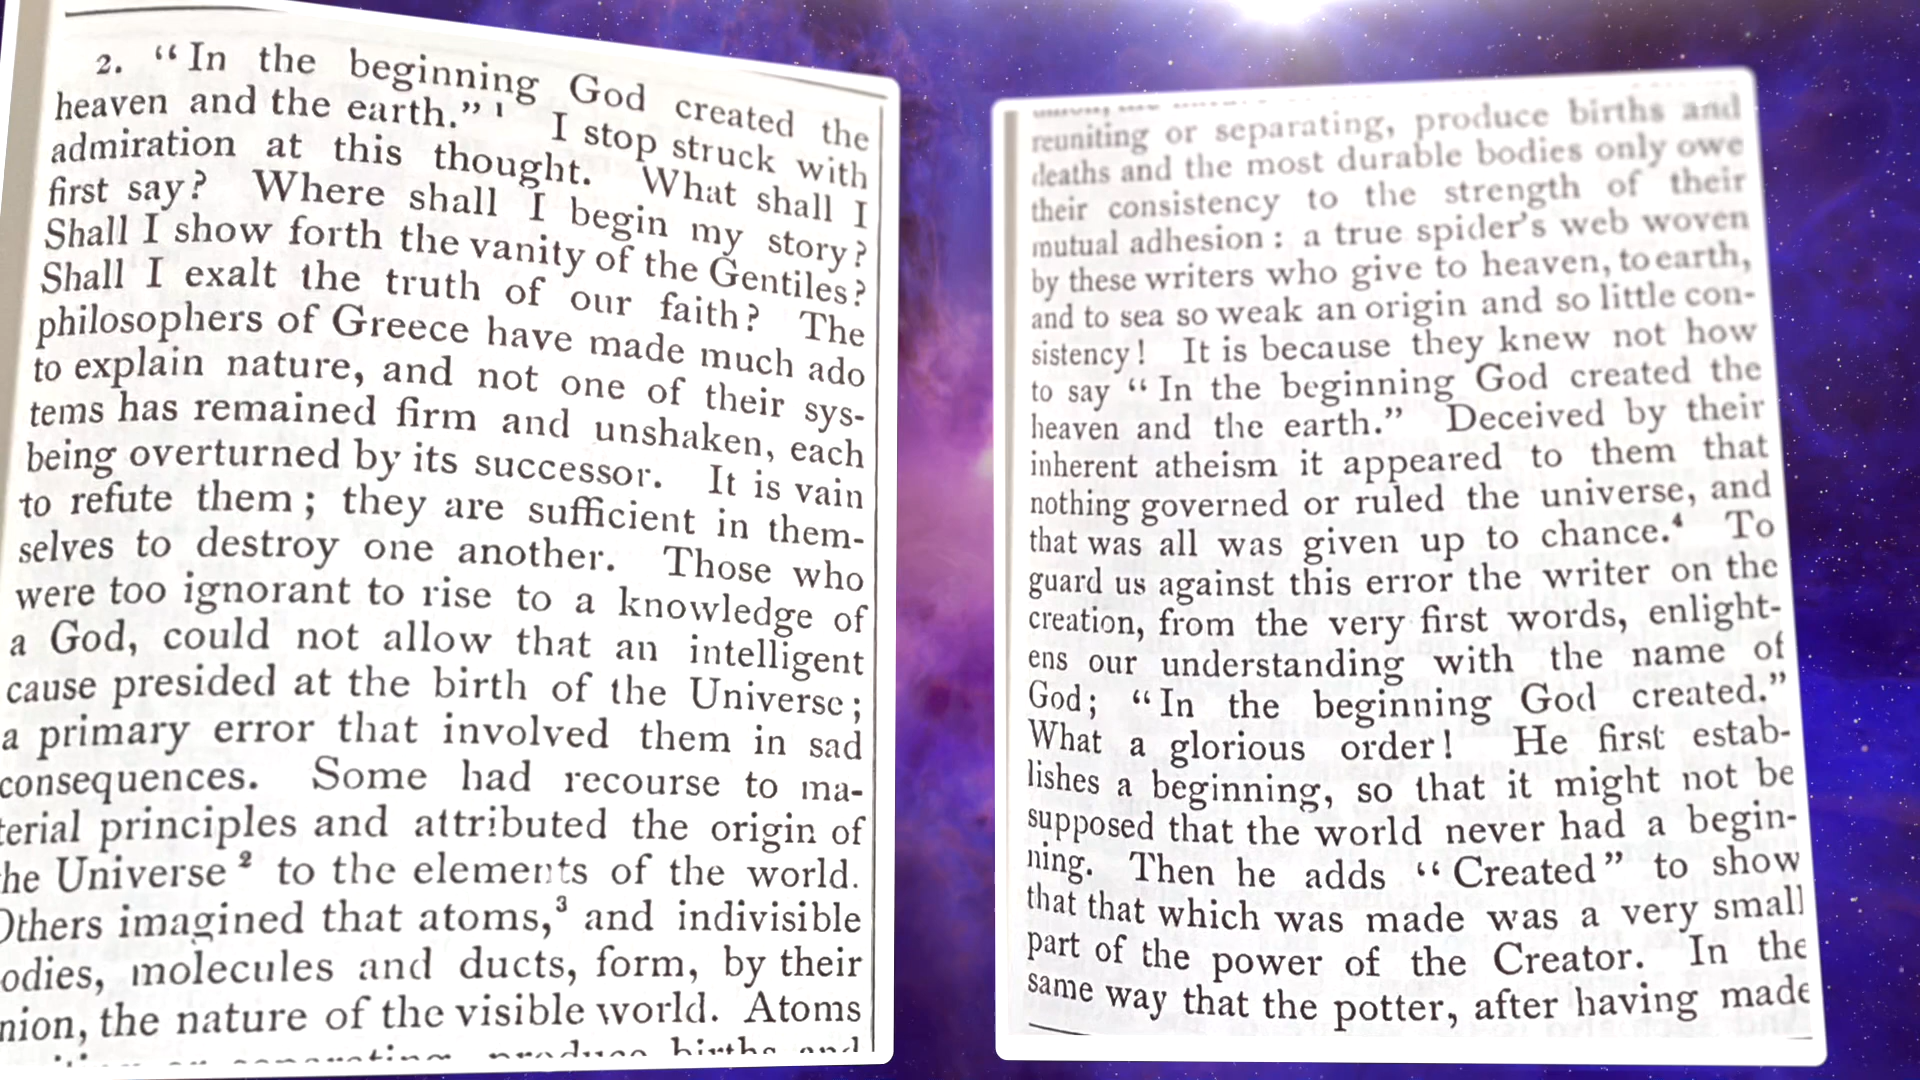 2. “In the beginning God created the
heaven and the earth.” 1 I stop struck with
admiration at this thought. What shall I
first say? Where shall I begin my story?
Shall I show forth the vanity of the Gentiles?
Shall I exalt the truth of our faith? The
philosophers of Greece have made much ado
to explain nature, and not one of their sys-
tems has remained firm and unshaken, each
being overturned by its successor. It is vain
to refute them; they are sufficient in them-
selves to destroy one another. Those who
were too ignorant to rise to a knowledge of
a God, could not allow that an intelligent
cause presided at the birth of the Universe;
a primary error that involved them in sad
consequences. Some had recourse to ma-
terial principles and attributed the origin of
he Universe 2 to the elements of the world.
Others imagined that atoms,3 and indivisible
odies, molecules and ducts, form, by their
nion, the nature of the visible world. Atoms
produce births and
reuniting or separating, produce births and
deaths and the most durable bodies only owe
their consistency to the strength of their
mutual adhesion: a true spider’s web woven
by these writers who give to heaven, to earth,
and to sea so weak an origin and so little con-
sistency! It is because they knew not how
to say “In the beginning God created the
heaven and the earth.” Deceived by their
inherent atheism it appeared to them that
nothing governed or ruled the universe, and
that was all was given up to chance.4 To
guard us against this error the writer on the
creation, from the very first words, enlight-
ens our understanding with the name of
God; “In the beginning God created.”
What a glorious order! He first estab-
lishes a beginning, so that it might not be
supposed that the world never had a begin-
ning. Then he adds “Created” to show
that that which was made was a very small
part of the power of the Creator. In the
same way that the potter, after having made